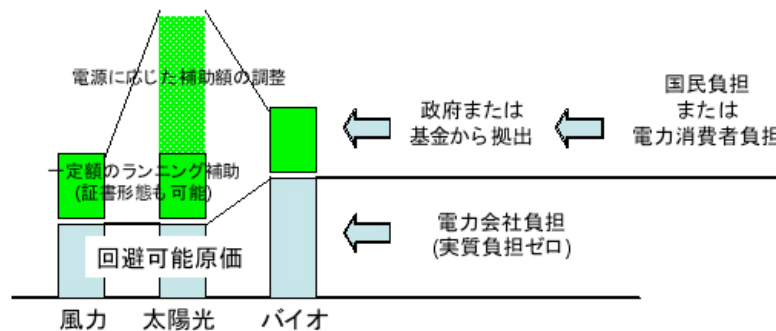 電源に応じた補助額の調整
政府または
基金から拠出
国民負担
または
電力消費者負担
一定額のランニング補助
(証書形態も可能)
電力会社負担
(実質負担ゼロ)
回避可能原価
風力
太陽光
バイオ